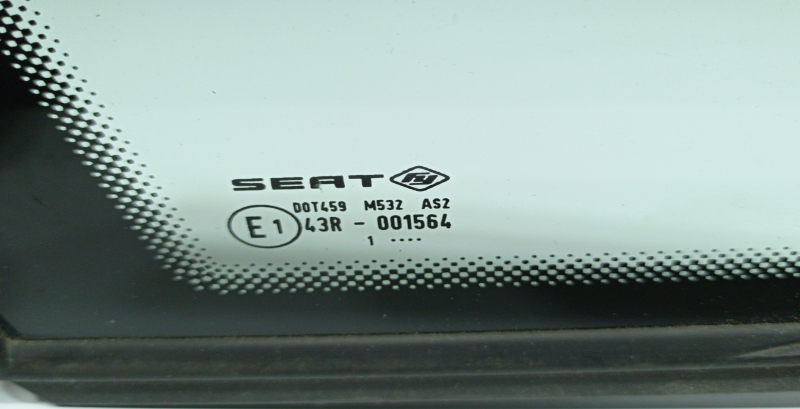 SEAT
DOT459 M532 AS2
E1 43R - 001564
1 ....